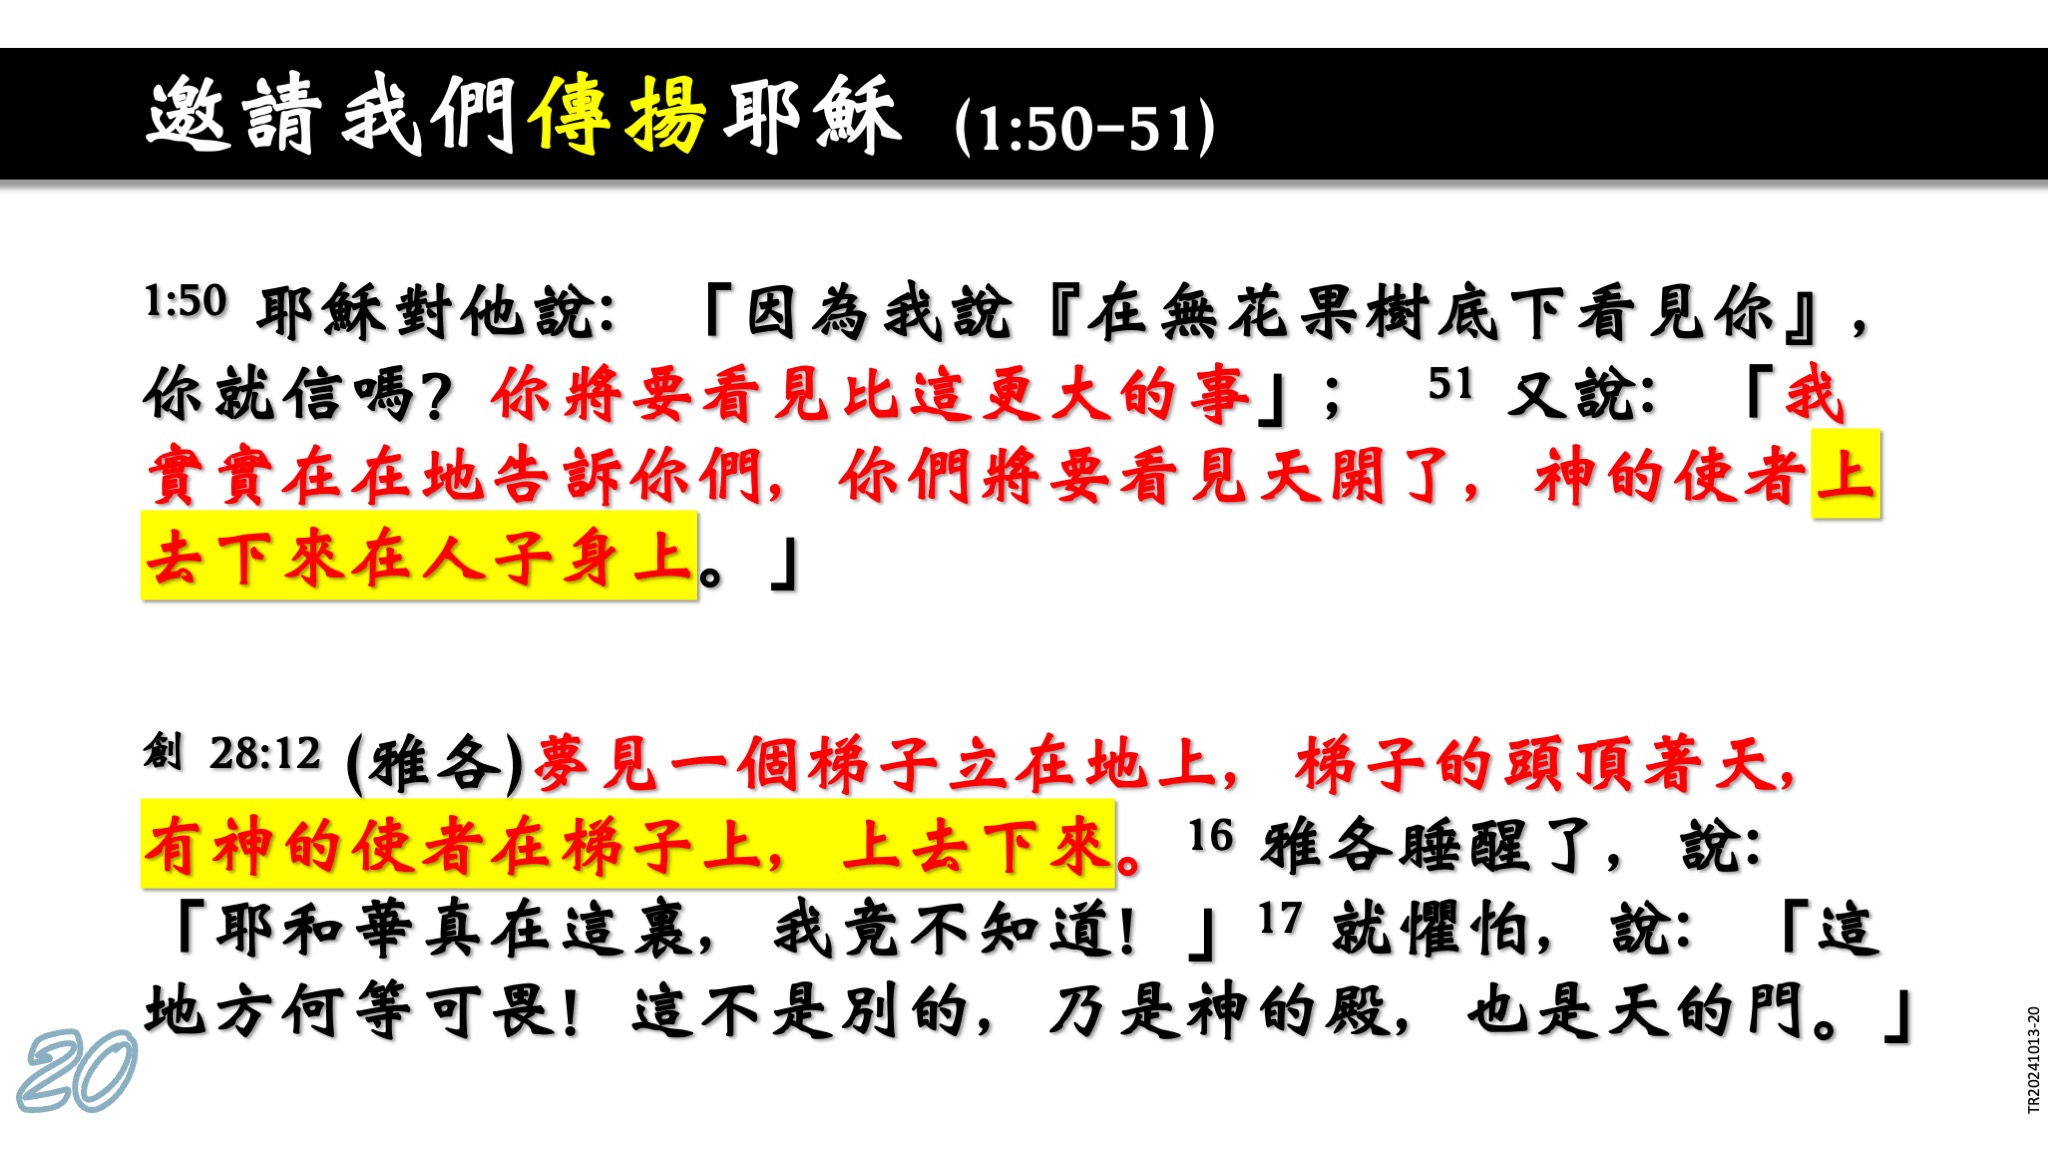 邀請我們傳揚耶穌 (1:50-51)
1:50 耶穌對他說：「因為我說『在無花果樹底下看見你』，
你就信嗎？你將要看見比這更大的事」； 51 又說：「我
實實在在地告訴你們，你們將要看見天開了，神的使者上
去下來在人子身上。」
創 28:12 (雅各)夢見一個梯子立在地上，梯子的頭頂著天，
有神的使者在梯子上，上去下來。16 雅各睡醒了，說：
「耶和華真在這裏，我竟不知道！」17 就懼怕，說：「這
地方何等可畏！這不是別的，乃是神的殿，也是天的門。」
20
TR20241013-20